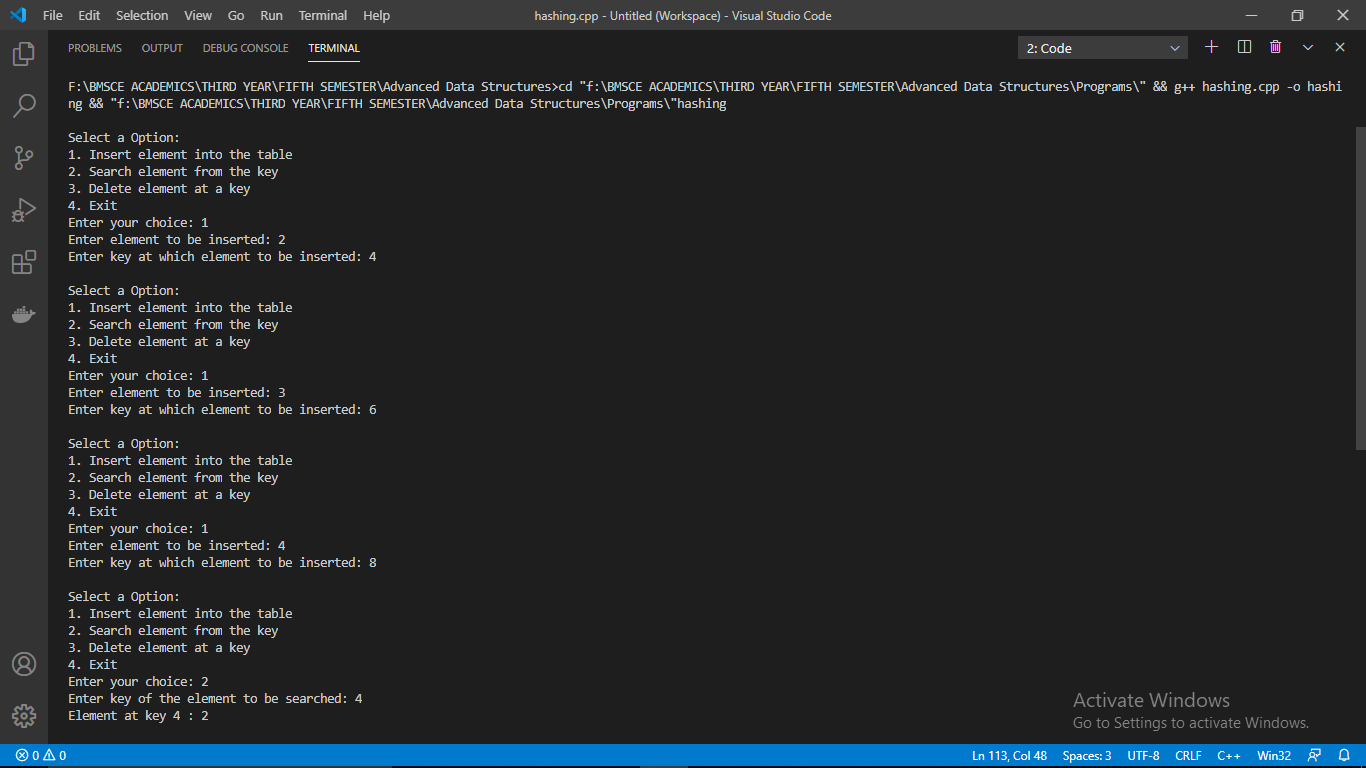 File Edit Selection View Go Run Terminal Help hashing.cpp - Untitled (Workspace) - Visual Studio Code
PROBLEMS OUTPUT DEBUG CONSOLE TERMINAL 2: Code
F:\BMSCE ACADEMICS\THIRD YEAR\FIFTH SEMESTER\Advanced Data Structures>cd "f:\BMSCE ACADEMICS\THIRD YEAR\FIFTH SEMESTER\Advanced Data Structures\Programs\" && g++ hashing.cpp -o hashi
ng && "f:\BMSCE ACADEMICS\THIRD YEAR\FIFTH SEMESTER\Advanced Data Structures\Programs\"hashing
Select a Option:
1. Insert element into the table
2. Search element from the key
3. Delete element at a key
4. Exit
Enter your choice: 1
Enter element to be inserted: 2
Enter key at which element to be inserted: 4
Select a Option:
1. Insert element into the table
2. Search element from the key
3. Delete element at a key
4. Exit
Enter your choice: 1
Enter element to be inserted: 3
Enter key at which element to be inserted: 6
Select a Option:
1. Insert element into the table
2. Search element from the key
3. Delete element at a key
4. Exit
Enter your choice: 1
Enter element to be inserted: 4
Enter key at which element to be inserted: 8
Select a Option:
1. Insert element into the table
2. Search element from the key
3. Delete element at a key
4. Exit
Enter your choice: 2
Enter key of the element to be searched: 4
Element at key 4 : 2
Activate Windows
Go to Settings to activate Windows.
0 0 Ln 113, Col 48 Spaces: 3 UTF-8 CRLF C++ Win32